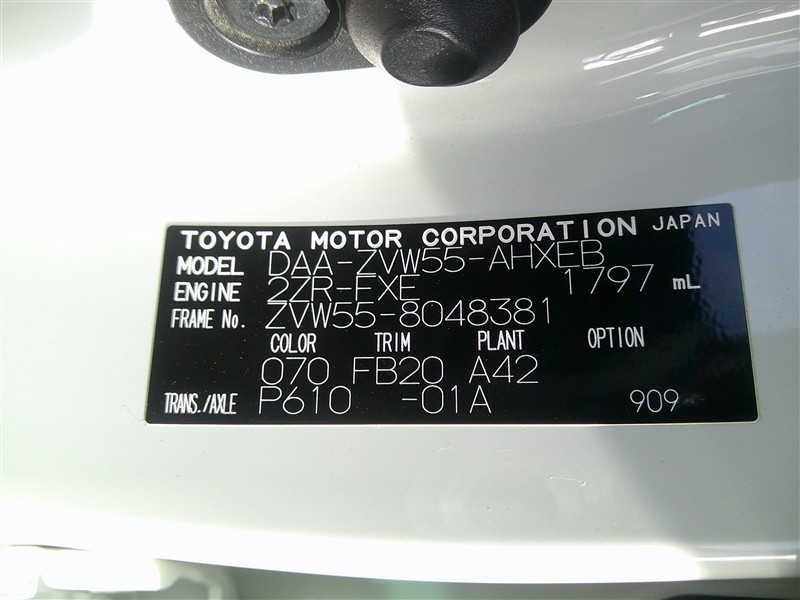 TOYOTA MOTOR CORPORATION JAPAN
MODEL DAA-ZVW55-AHXEB
ENGINE 2ZR-FXE 1797 mL
FRAME No. ZVW55-8048381
COLOR TRIM PLANT OPTION
070 FB20 A42
TRANS./AXLE P610 -01A 909